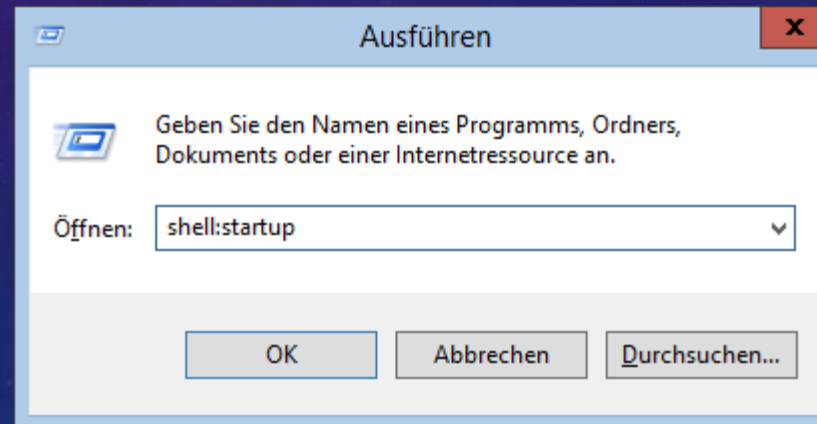 Ausführen
x
Geben Sie den Namen eines Programms, Ordners,
Dokuments oder einer Internetressource an.
Öffnen: shell:startup
OK Abbrechen Durchsuchen...